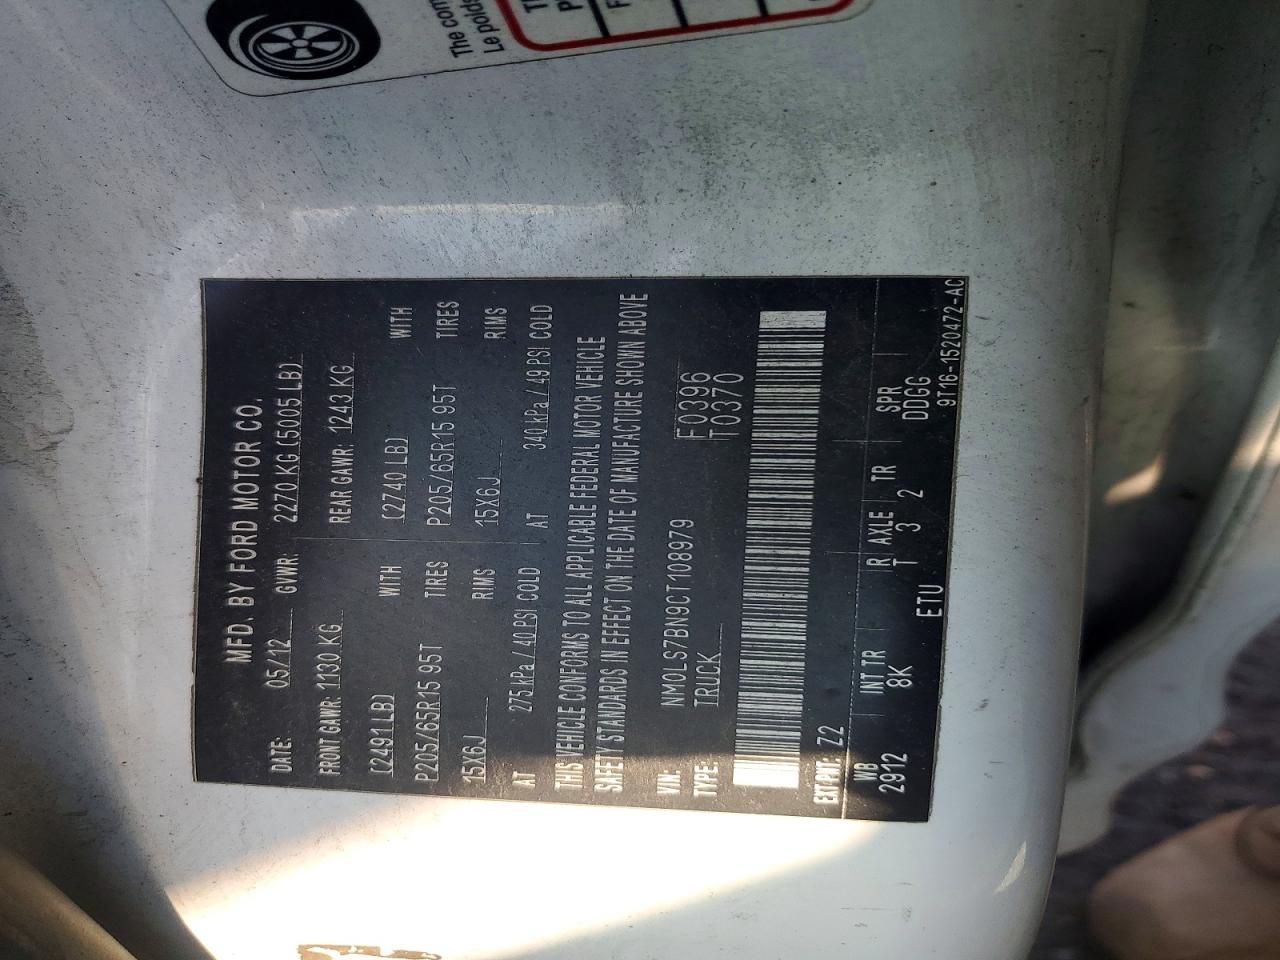 The com
Le poids
MFD. BY FORD MOTOR CO.
DATE: 05/12 GVWR: 2270 KG (5005 LB)
FRONT GAWR: 1130 KG REAR GAWR: 1243 KG
(2491LB) WITH (2740 LB) WITH
P205/65R15 95T TIRES P205/65R15 95T TIRES
15X6J RIMS 15X6J RIMS
AT 275 kPa / 40 PSI COLD AT 340 kPa / 49 PSI COLD
THIS VEHICLE CONFORMS TO ALL APPLICABLE FEDERAL MOTOR VEHICLE
SAFETY STANDARDS IN EFFECT ON THE DATE OF MANUFACTURE SHOWN ABOVE
VIN: NM0LS7BN9CT108979 F0396
TYPE: TRUCK T0370
EXT PNT: Z2
WB INT TR R AXLE TR SPR
2912 8K T 3 2 DDGG
ETU 9T16-1520472-AC